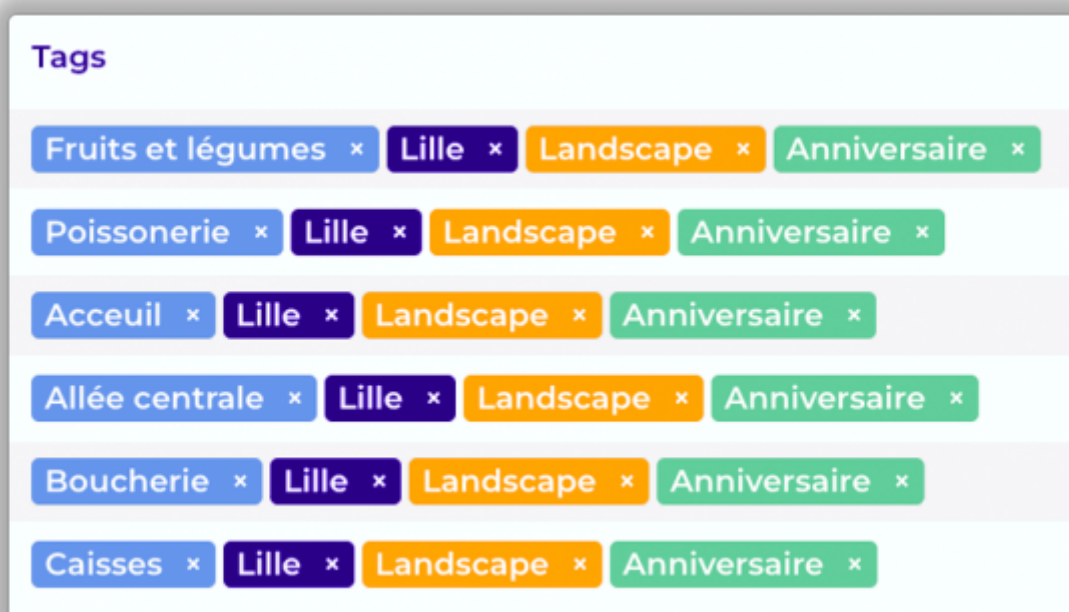 Tags
Fruits et légumes × Lille × Landscape × Anniversaire ×
Poissonerie × Lille × Landscape × Anniversaire ×
Acceuil × Lille × Landscape × Anniversaire ×
Allée centrale × Lille × Landscape × Anniversaire ×
Boucherie × Lille × Landscape × Anniversaire ×
Caisses × Lille × Landscape × Anniversaire ×